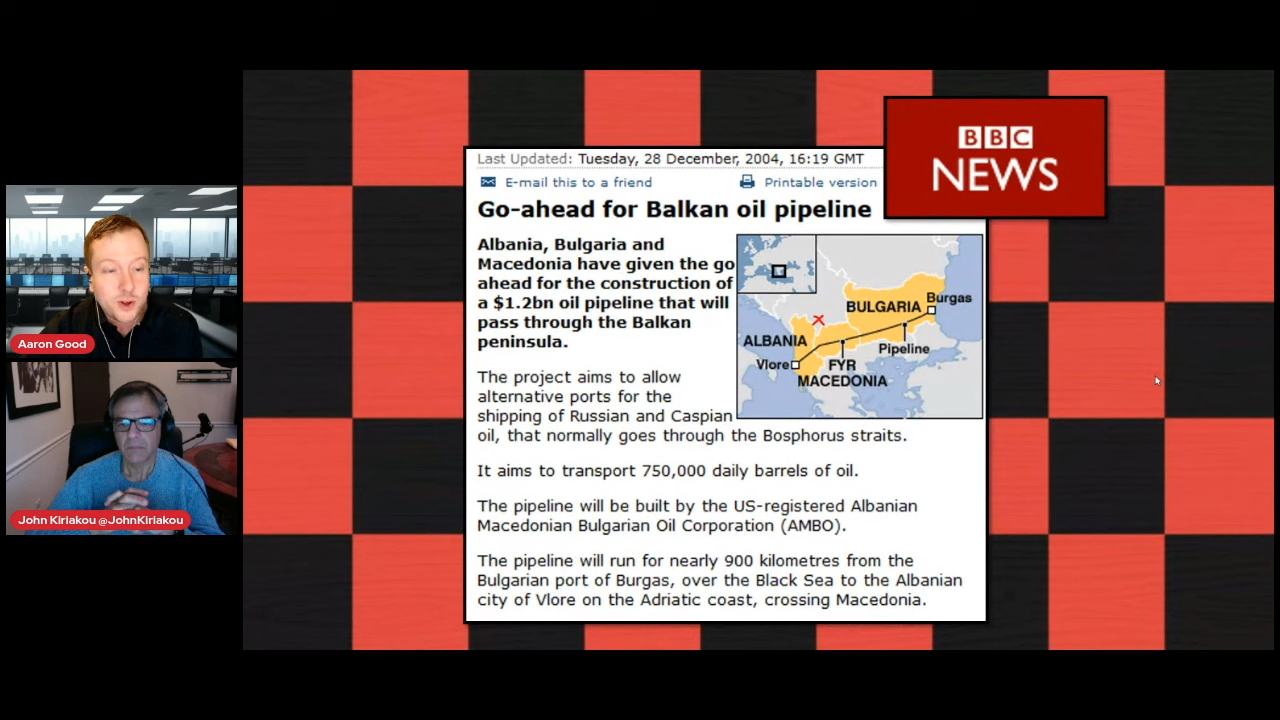 BBC
NEWS
Last Updated: Tuesday, 28 December, 2004, 16:19 GMT
E-mail this to a friend
Printable version
Go-ahead for Balkan oil pipeline
Albania, Bulgaria and
Macedonia have given the go
ahead for the construction of
a $1.2bn oil pipeline that will
pass through the Balkan
peninsula.
BULGARIA
Burgas
ALBANIA
Pipeline
Vlore
FYR
MACEDONIA
The project aims to allow
alternative ports for the
shipping of Russian and Caspian
oil, that normally goes through the Bosphorus straits.
It aims to transport 750,000 daily barrels of oil.
The pipeline will be built by the US-registered Albanian
Macedonian Bulgarian Oil Corporation (AMBO).
The pipeline will run for nearly 900 kilometres from the
Bulgarian port of Burgas, over the Black Sea to the Albanian
city of Vlore on the Adriatic coast, crossing Macedonia.
Aaron Good
John Kiriakou @JohnKiriakou